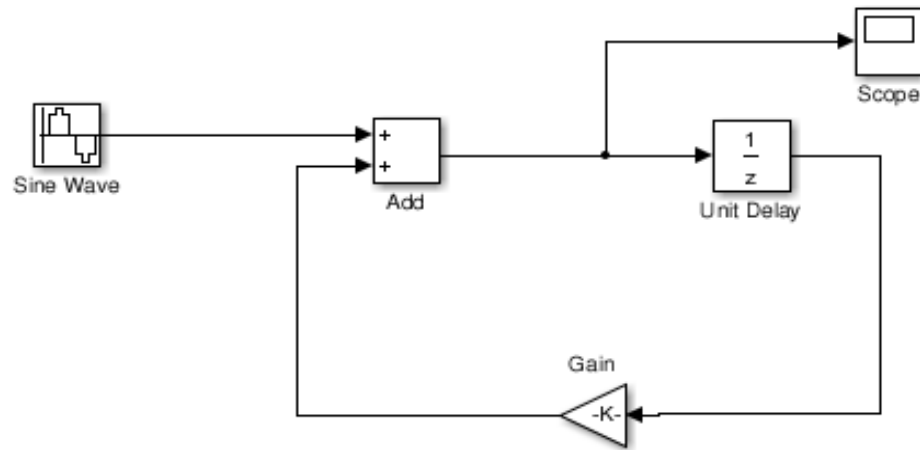 Scope
Sine Wave
+
+
Add
1
z
Unit Delay
Gain
-K-